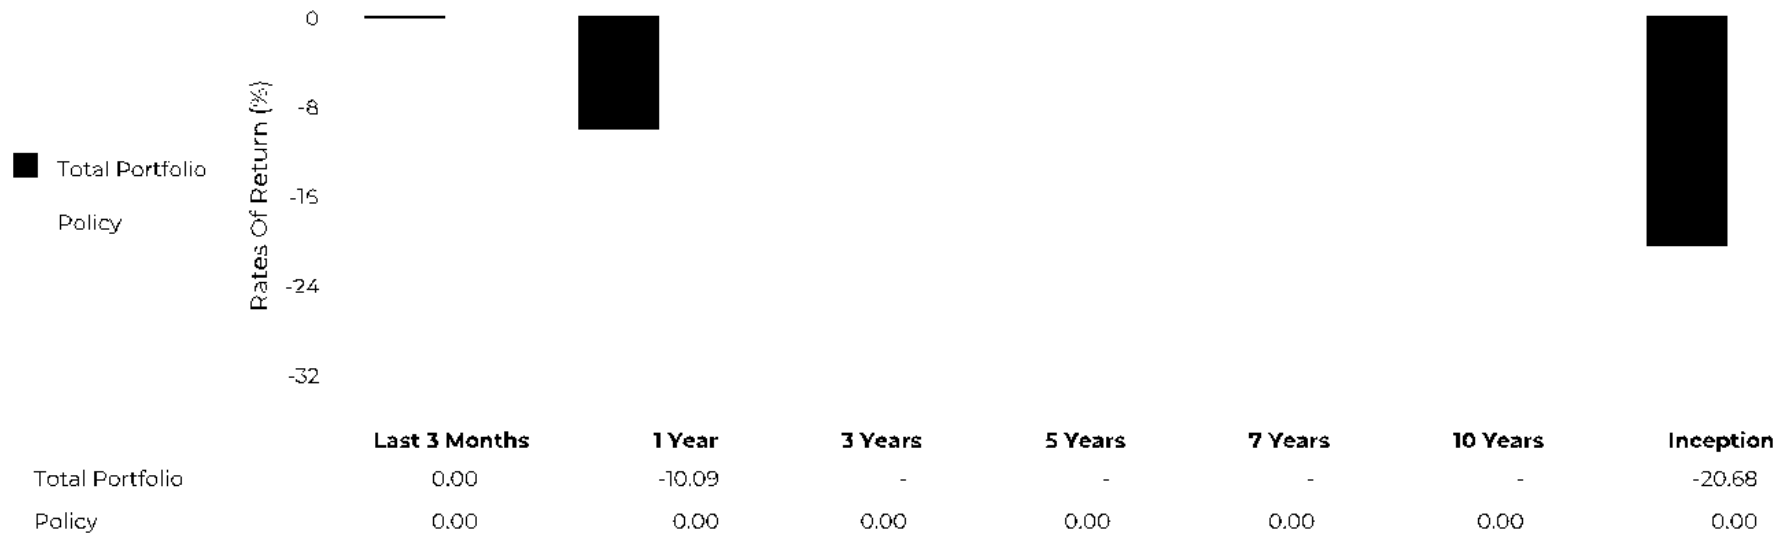 0
-8
-16
-24
-32
Rates Of Return (%)
Total Portfolio
Policy
Last 3 Months 1 Year 3 Years 5 Years 7 Years 10 Years Inception
Total Portfolio 0.00 -10.09 - - - - -20.68
Policy 0.00 0.00 0.00 0.00 0.00 0.00 0.00